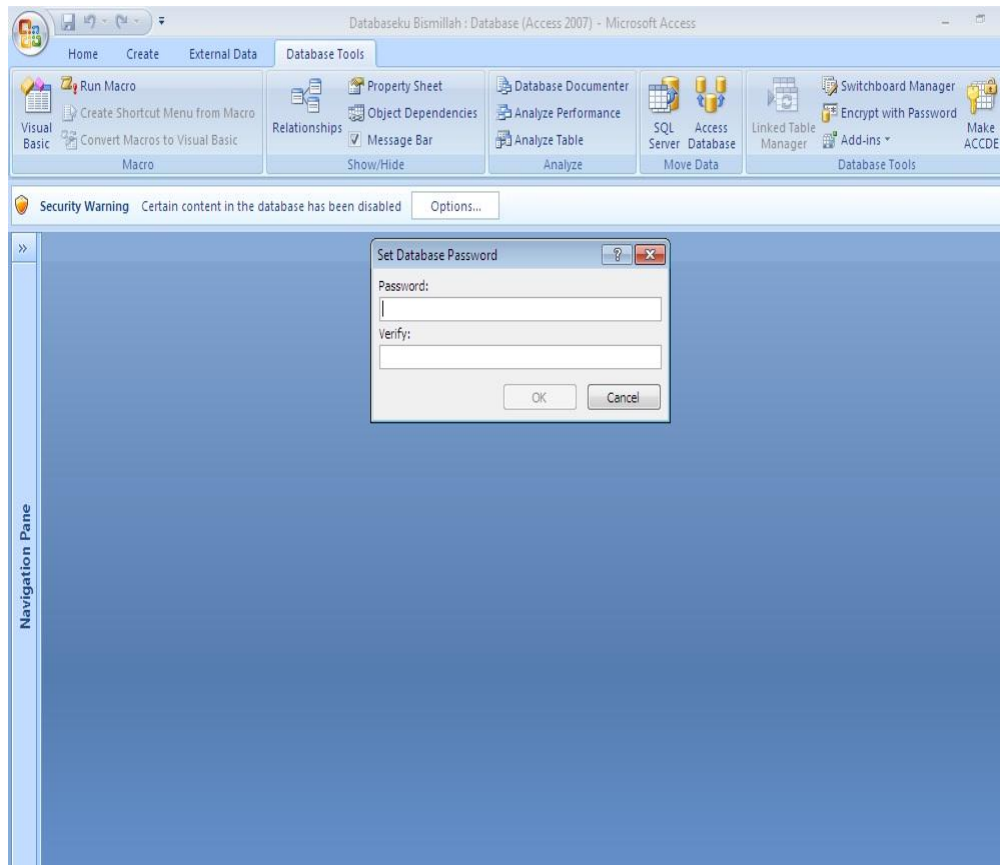 Databaseku Bismillah : Database (Access 2007) - Microsoft Access
Home Create External Data Database Tools
Visual Basic
Run Macro
Create Shortcut Menu from Macro
Convert Macros to Visual Basic
Macro
Relationships
Property Sheet
Object Dependencies
Message Bar
Show/Hide
Database Documenter
Analyze Performance
Analyze Table
Analyze
SQL Server
Access Database
Move Data
Linked Table Manager
Switchboard Manager
Encrypt with Password
Add-ins
Make ACCDE
Database Tools
Security Warning Certain content in the database has been disabled Options...
Set Database Password
Password:
Verify:
OK Cancel
Navigation Pane